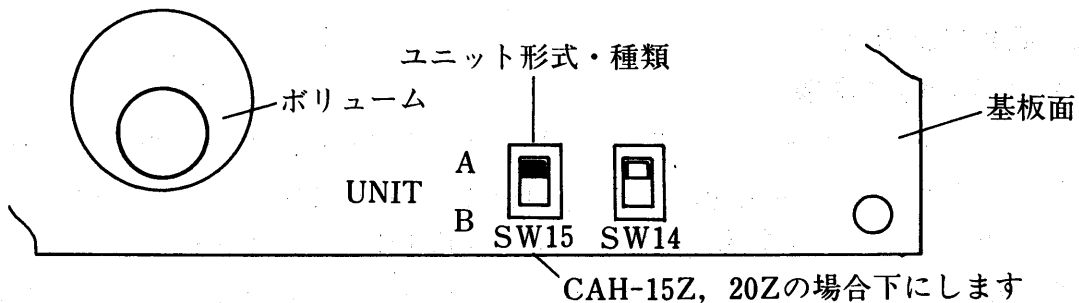 ユニット形式・種類
ボリューム
基板面
A
UNIT
B
SW15
SW14
CAH-15Z, 20Zの場合下にします